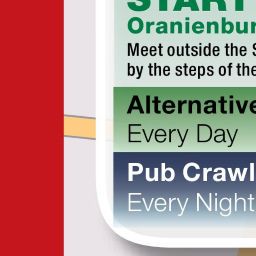 START
Oranienbur
Meet outside the S
by the steps of the
Alternative
Every Day
Pub Crawl
Every Night